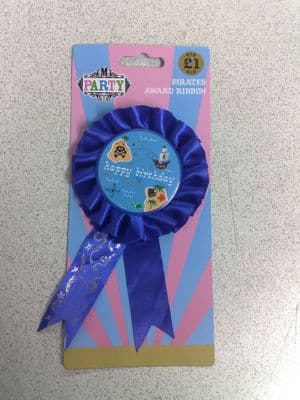 M
PARTY
£1
PIRATES
AWARD RIBBON
happy birthday